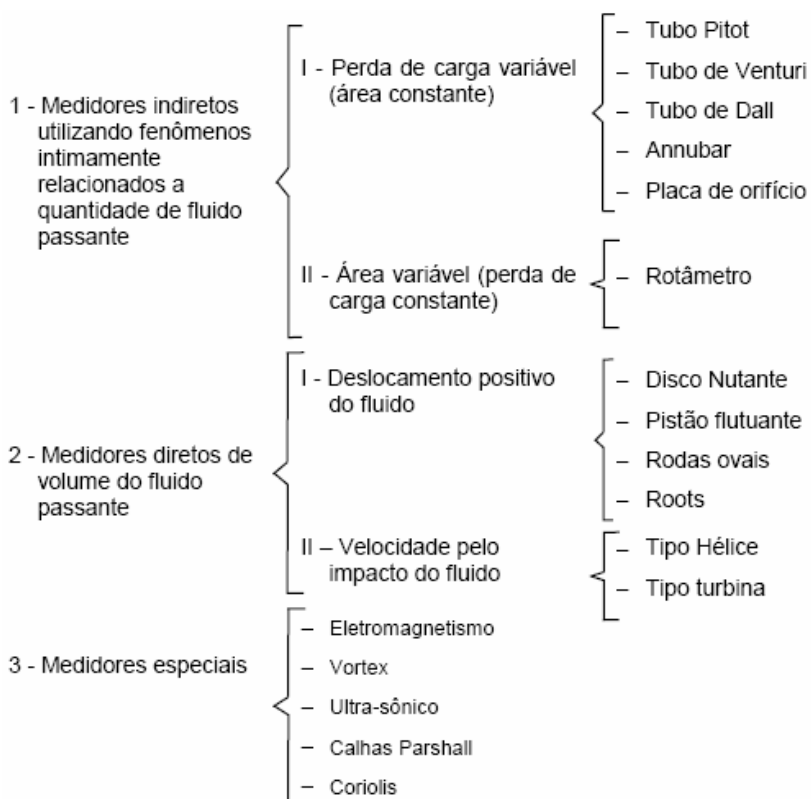 1 - Medidores indiretos
utilizando fenômenos
intimamente
relacionados a
quantidade de fluido
passante
I - Perda de carga variável
(área constante)
– Tubo Pitot
– Tubo de Venturi
– Tubo de Dall
– Annubar
– Placa de orifício
II - Área variável (perda de
carga constante)
– Rotâmetro
2 - Medidores diretos de
volume do fluido
passante
I - Deslocamento positivo
do fluido
– Disco Nutante
– Pistão flutuante
– Rodas ovais
– Roots
II – Velocidade pelo
impacto do fluido
– Tipo Hélice
– Tipo turbina
3 - Medidores especiais
– Eletromagnetismo
– Vortex
– Ultra-sônico
– Calhas Parshall
– Coriolis